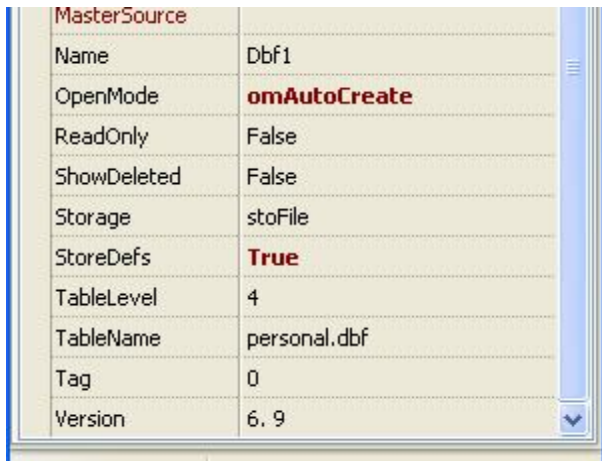 MasterSource
Name Dbf1
OpenMode omAutoCreate
ReadOnly False
ShowDeleted False
Storage stoFile
StoreDefs True
TableLevel 4
TableName personal.dbf
Tag 0
Version 6. 9